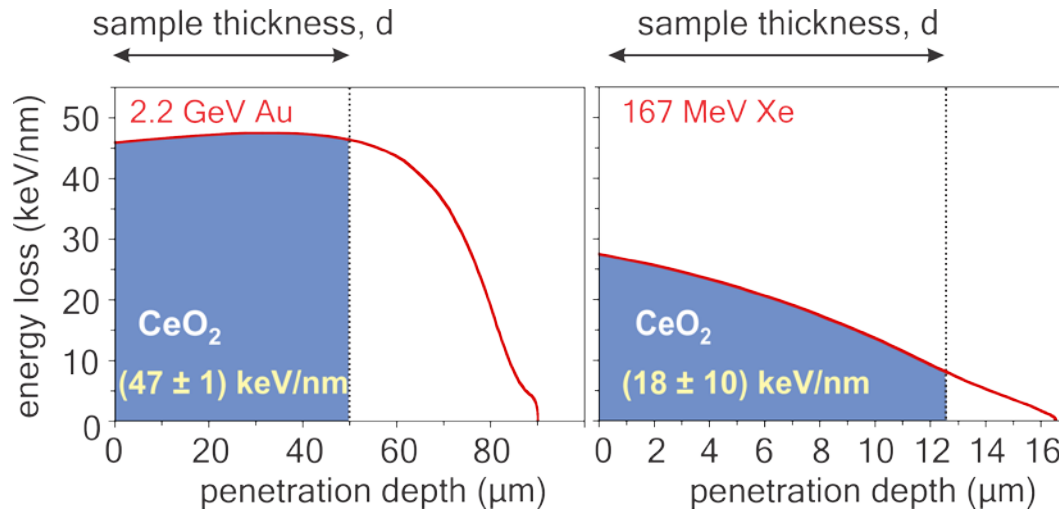 sample thickness, d
sample thickness, d
energy loss (keV/nm)
50
40
30
20
10
0
2.2 GeV Au
CeO₂
(47 ± 1) keV/nm
0 20 40 60 80
penetration depth (μm)
167 MeV Xe
CeO₂
(18 ± 10) keV/nm
0 2 4 6 8 10 12 14 16
penetration depth (μm)